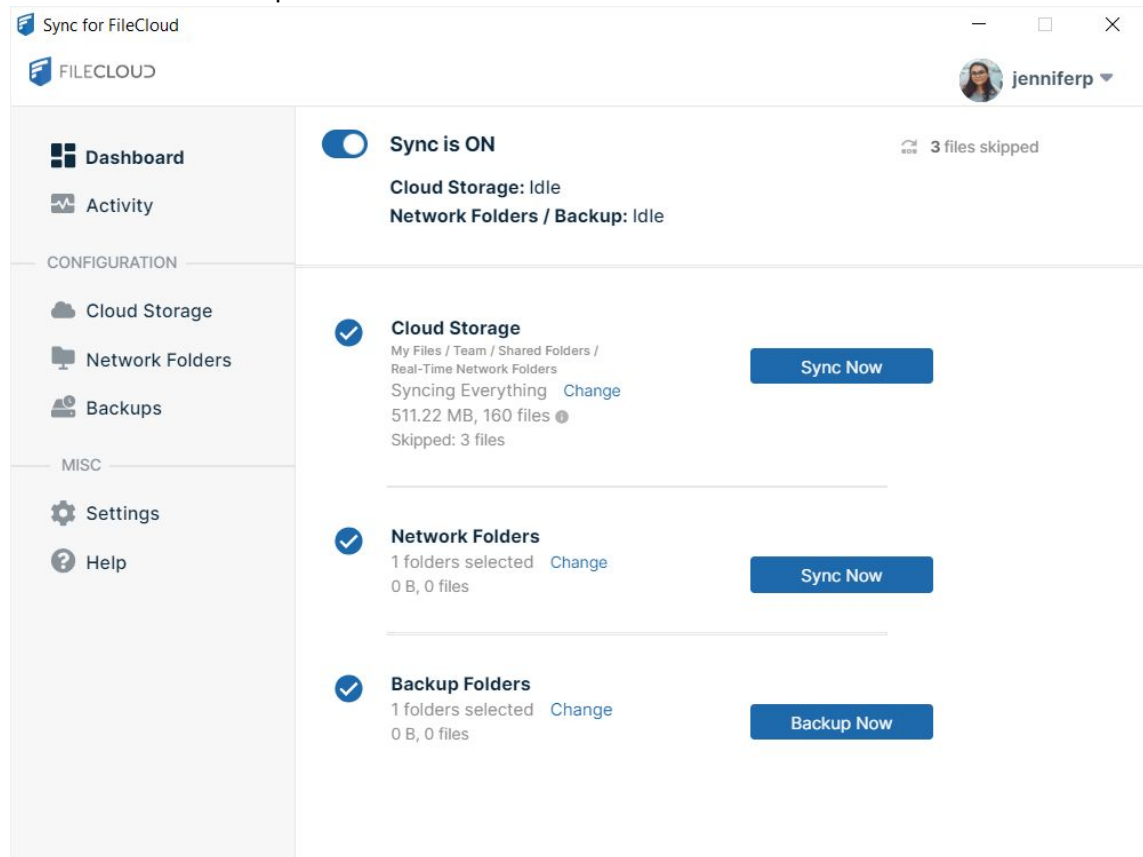 Sync for FileCloud
FILECLOUD
jenniferp
Dashboard
Activity
CONFIGURATION
Cloud Storage
Network Folders
Backups
MISC
Settings
Help
Sync is ON
3 files skipped
Cloud Storage: Idle
Network Folders / Backup: Idle
Cloud Storage
My Files / Team / Shared Folders /
Real-Time Network Folders
Syncing Everything Change
511.22 MB, 160 files
Skipped: 3 files
Sync Now
Network Folders
1 folders selected Change
0 B, 0 files
Sync Now
Backup Folders
1 folders selected Change
0 B, 0 files
Backup Now